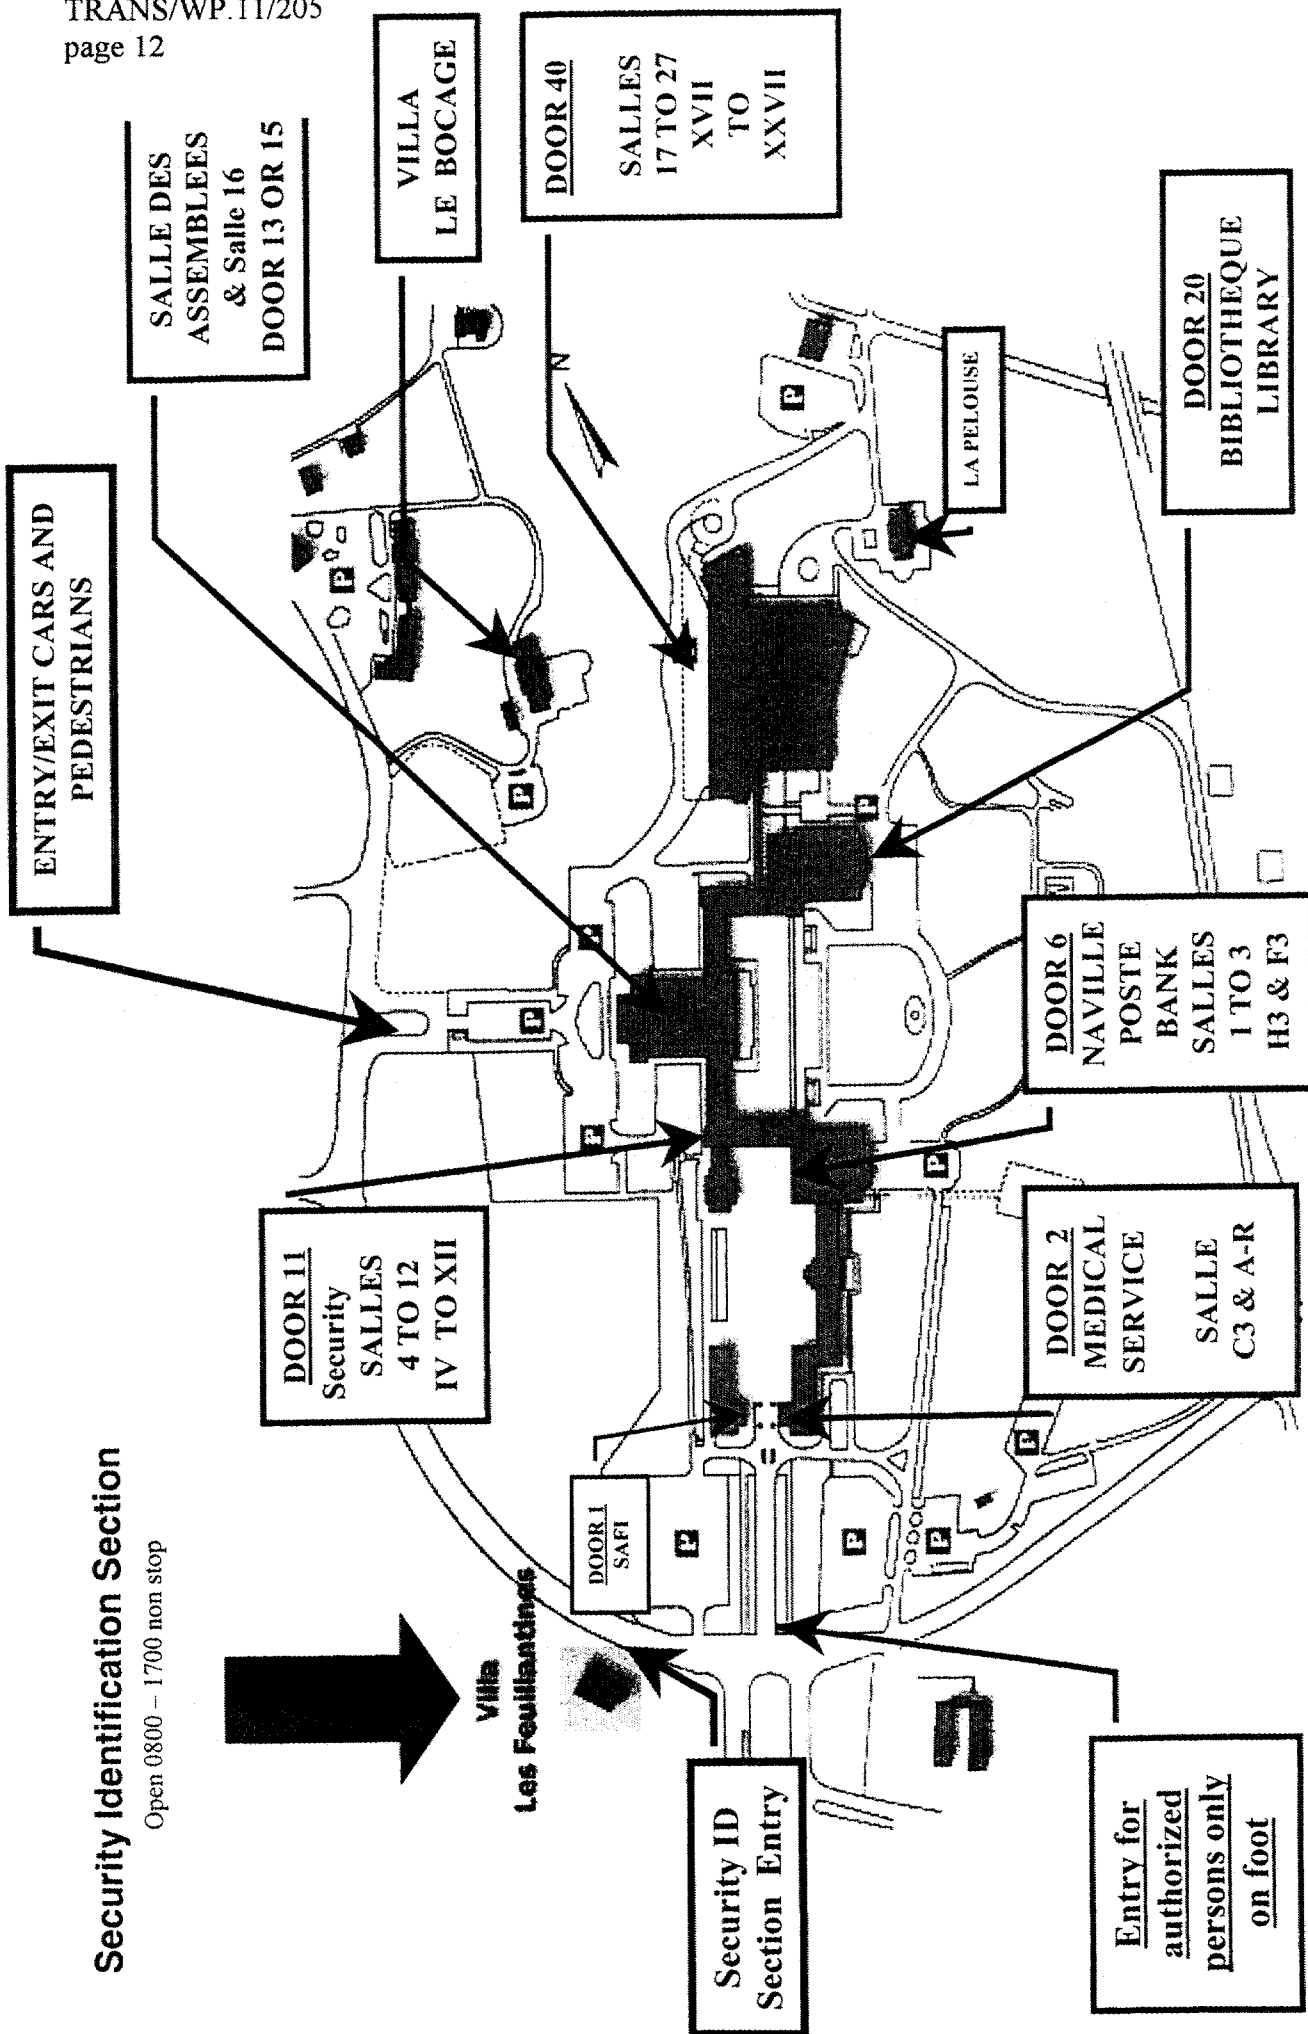 TRANS/WP.11/205
page 12
Security Identification Section
Open 0800 – 1700 non stop
ENTRY/EXIT CARS AND
PEDESTRIANS
SALLE DES
ASSEMBLEES
& Salle 16
DOOR 13 OR 15
VILLA
LE BOCAGE
DOOR 40
SALLES
17 TO 27
XVII
TO
XXVII
N
DOOR 11
Security
SALLES
4 TO 12
IV TO XII
Villa
Les Feuillantines
DOOR 1
SAFI
P
P
P
P
P
P
P
P
P
P
P
P
LA PELOUSE
DOOR 20
BIBLIOTHEQUE
LIBRARY
DOOR 6
NAVILLE
POSTE
BANK
SALLES
1 TO 3
H3 & F3
DOOR 2
MEDICAL
SERVICE
SALLE
C3 & A-R
Security ID
Section Entry
Entry for
authorized
persons only
on foot